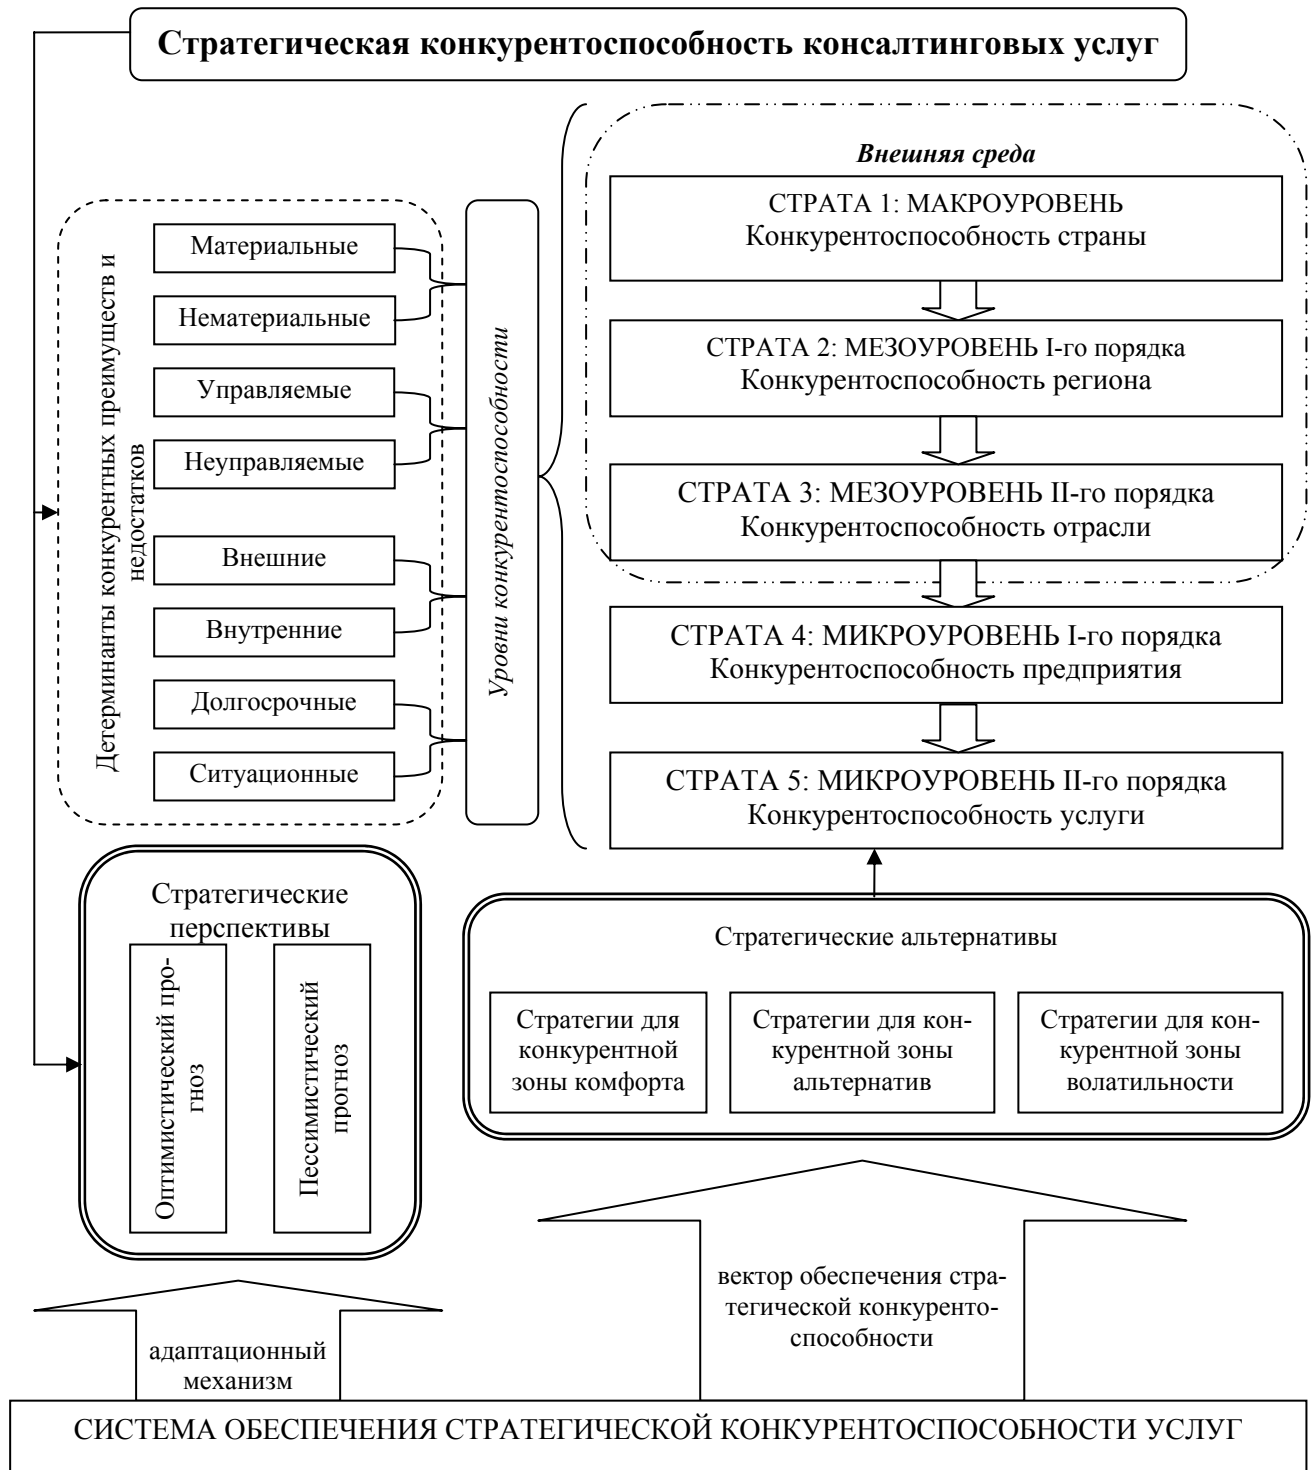 Стратегическая конкурентоспособность консалтинговых услуг
Детерминанты конкурентных преимуществ и
недостатков
Материальные
Нематериальные
Управляемые
Неуправляемые
Внешние
Внутренние
Долгосрочные
Ситуационные
Уровни конкурентоспособности
Внешняя среда
СТРАТА 1: МАКРОУРОВЕНЬ
Конкурентоспособность страны
СТРАТА 2: МЕЗОУРОВЕНЬ I-го порядка
Конкурентоспособность региона
СТРАТА 3: МЕЗОУРОВЕНЬ II-го порядка
Конкурентоспособность отрасли
СТРАТА 4: МИКРОУРОВЕНЬ I-го порядка
Конкурентоспособность предприятия
СТРАТА 5: МИКРОУРОВЕНЬ II-го порядка
Конкурентоспособность услуги
Стратегические
перспективы
Оптимистический про-
гноз
Пессимистический
прогноз
Стратегические альтернативы
Стратегии для
конкурентной
зоны комфорта
Стратегии для кон-
курентной зоны
альтернатив
Стратегии для кон-
курентной зоны
волатильности
адаптационный
механизм
вектор обеспечения стра-
тегической конкуренто-
способности
СИСТЕМА ОБЕСПЕЧЕНИЯ СТРАТЕГИЧЕСКОЙ КОНКУРЕНТОСПОСОБНОСТИ УСЛУГ